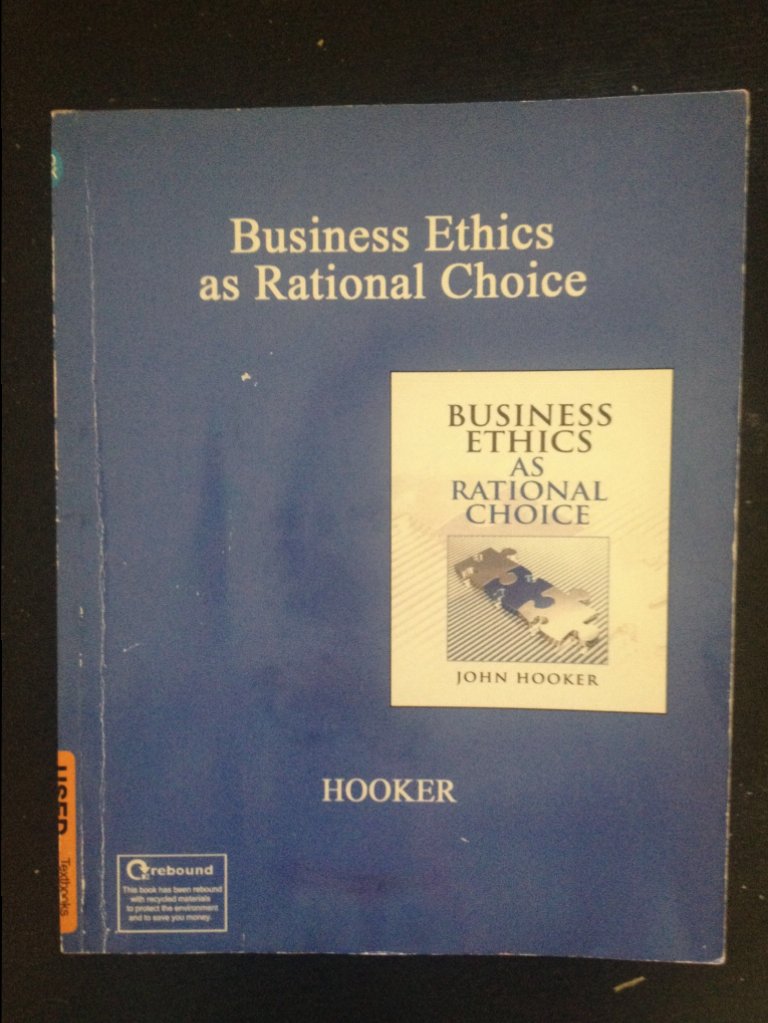 Business Ethics
as Rational Choice
BUSINESS
ETHICS
AS
RATIONAL
CHOICE
JOHN HOOKER
HOOKER
USED
Textbooks
rebound
This book has been rebound
with recycled materials
to protect the environment
and to save you money.